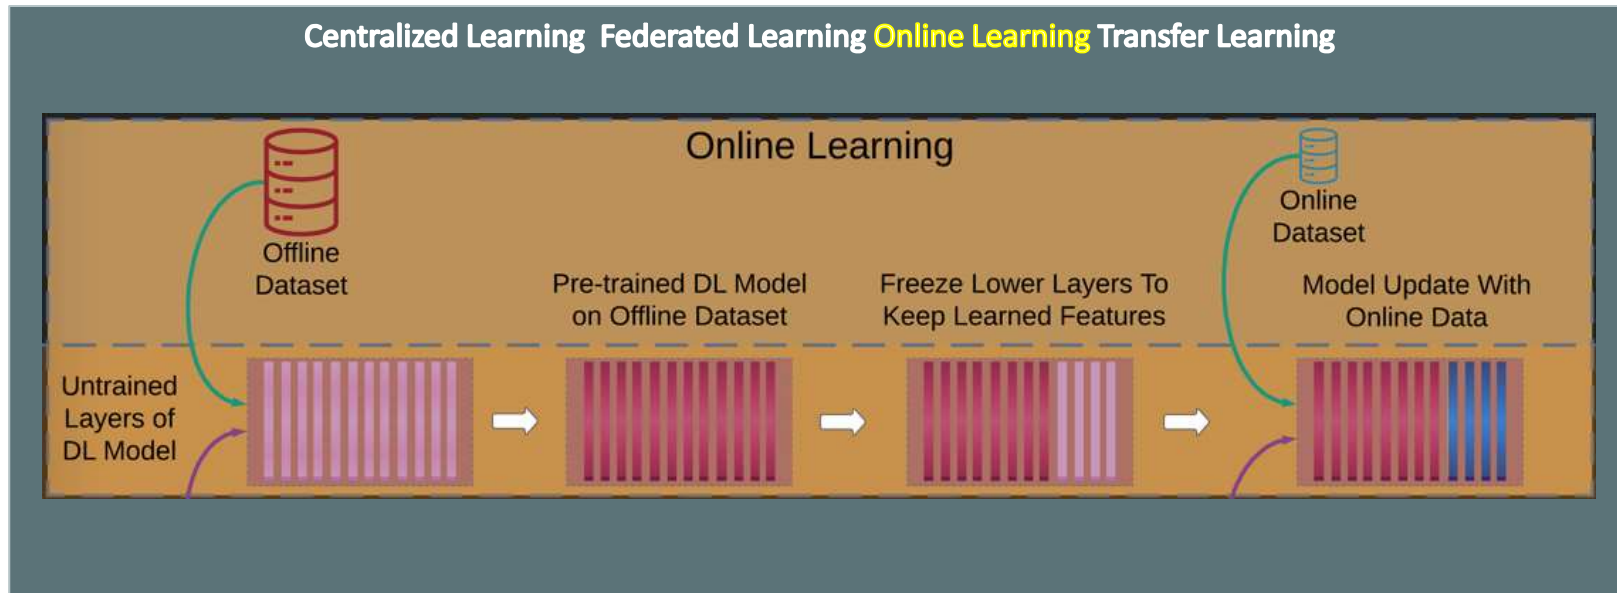 Centralized Learning Federated Learning Online Learning Transfer Learning
Online Learning
Offline
Dataset
Online
Dataset
Pre-trained DL Model
on Offline Dataset
Freeze Lower Layers To
Keep Learned Features
Model Update With
Online Data
Untrained
Layers of
DL Model